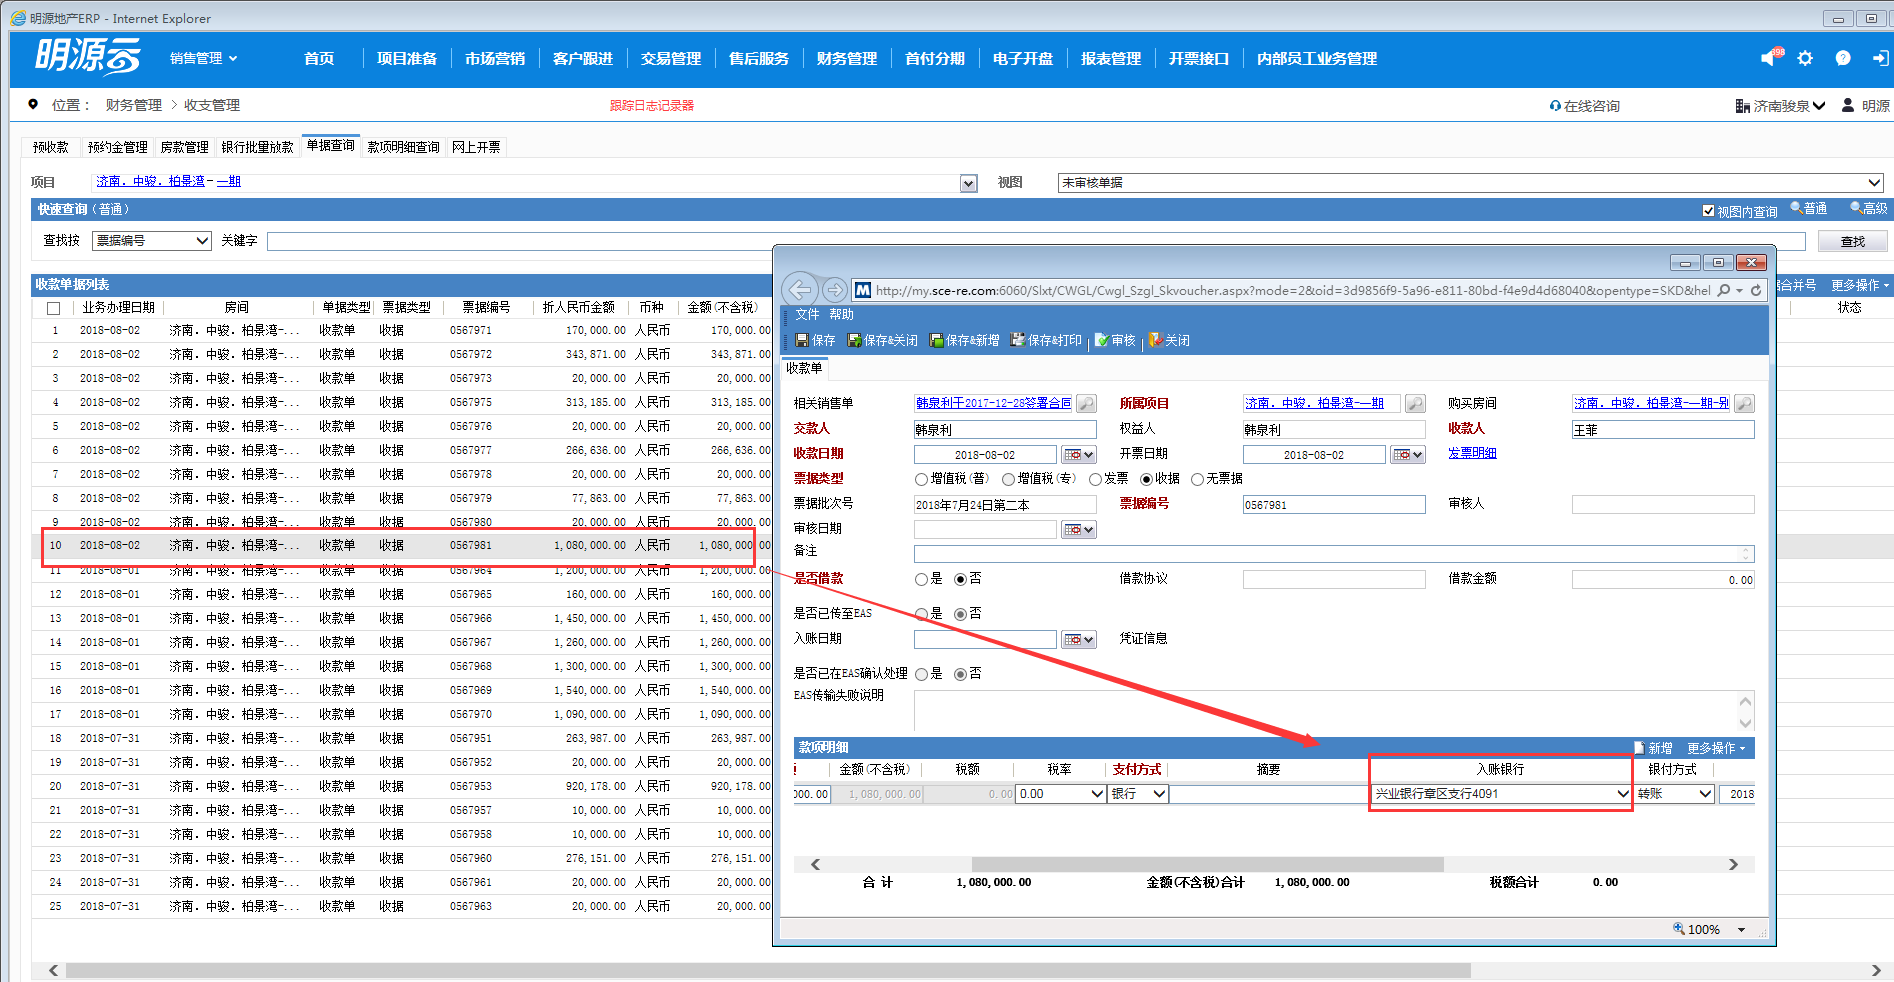 明源地产ERP - Internet Explorer
明源云 销售管理 首页 项目准备 市场营销 客户跟进 交易管理 售后服务 财务管理 首付分期 电子开盘 报表管理 开票接口 内部员工业务管理
位置： 财务管理 > 收支管理 跟踪日志记录器 在线咨询 济南骏泉 明源
预收款 预约金管理 房款管理 银行批量放款 单据查询 款项明细查询 网上开票
项目 济南．中骏．柏景湾-一期 视图 未审核单据
快速查询（普通） 视图内查询 普通 高级
查找按 票据编号 关键字 查找
收款单据列表 合并号 更多操作
业务办理日期 房间 单据类型 票据类型 票据编号 折人民币金额 币种 金额(不含税) 状态
1 2018-08-02 济南．中骏．柏景湾-... 收款单 收据 0567971 170,000.00 人民币 170,000.00
2 2018-08-02 济南．中骏．柏景湾-... 收款单 收据 0567972 343,871.00 人民币 343,871.00
3 2018-08-02 济南．中骏．柏景湾-... 收款单 收据 0567973 20,000.00 人民币 20,000.00
4 2018-08-02 济南．中骏．柏景湾-... 收款单 收据 0567975 313,185.00 人民币 313,185.00
5 2018-08-02 济南．中骏．柏景湾-... 收款单 收据 0567976 20,000.00 人民币 20,000.00
6 2018-08-02 济南．中骏．柏景湾-... 收款单 收据 0567977 266,636.00 人民币 266,636.00
7 2018-08-02 济南．中骏．柏景湾-... 收款单 收据 0567978 20,000.00 人民币 20,000.00
8 2018-08-02 济南．中骏．柏景湾-... 收款单 收据 0567979 77,863.00 人民币 77,863.00
9 2018-08-02 济南．中骏．柏景湾-... 收款单 收据 0567980 20,000.00 人民币 20,000.00
10 2018-08-02 济南．中骏．柏景湾-... 收款单 收据 0567981 1,080,000.00 人民币 1,080,000.00
11 2018-08-01 济南．中骏．柏景湾-... 收款单 收据 0567964 1,200,000.00 人民币 1,200,000.00
12 2018-08-01 济南．中骏．柏景湾-... 收款单 收据 0567965 160,000.00 人民币 160,000.00
13 2018-08-01 济南．中骏．柏景湾-... 收款单 收据 0567966 1,450,000.00 人民币 1,450,000.00
14 2018-08-01 济南．中骏．柏景湾-... 收款单 收据 0567967 1,260,000.00 人民币 1,260,000.00
15 2018-08-01 济南．中骏．柏景湾-... 收款单 收据 0567968 1,300,000.00 人民币 1,300,000.00
16 2018-08-01 济南．中骏．柏景湾-... 收款单 收据 0567969 1,540,000.00 人民币 1,540,000.00
17 2018-08-01 济南．中骏．柏景湾-... 收款单 收据 0567970 1,090,000.00 人民币 1,090,000.00
18 2018-07-31 济南．中骏．柏景湾-... 收款单 收据 0567951 263,987.00 人民币 263,987.00
19 2018-07-31 济南．中骏．柏景湾-... 收款单 收据 0567952 20,000.00 人民币 20,000.00
20 2018-07-31 济南．中骏．柏景湾-... 收款单 收据 0567953 920,178.00 人民币 920,178.00
21 2018-07-31 济南．中骏．柏景湾-... 收款单 收据 0567957 10,000.00 人民币 10,000.00
22 2018-07-31 济南．中骏．柏景湾-... 收款单 收据 0567958 10,000.00 人民币 10,000.00
23 2018-07-31 济南．中骏．柏景湾-... 收款单 收据 0567960 276,151.00 人民币 276,151.00
24 2018-07-31 济南．中骏．柏景湾-... 收款单 收据 0567961 20,000.00 人民币 20,000.00
25 2018-07-31 济南．中骏．柏景湾-... 收款单 收据 0567963 20,000.00 人民币 20,000.00
http://my.sce-re.com:6060/Slxt/CWGL/Cwgl_Szgl_Skvoucher.aspx?mode=2&oid=3d9856f9-5a96-e811-80bd-f4e9d4d68040&opentype=SKD&hel
文件 帮助
保存 保存&关闭 保存&新增 保存&打印 审核 关闭
收款单
相关销售单 韩泉利于2017-12-28签署合同 所属项目 济南．中骏．柏景湾-一期 购买房间 济南．中骏．柏景湾-一期-别
交款人 韩泉利 权益人 韩泉利 收款人 王菲
收款日期 2018-08-02 开票日期 2018-08-02 发票明细
票据类型 增值税(普) 增值税(专) 发票 收据 无票据
票据批次号 2018年7月24日第二本 票据编号 0567981 审核人
审核日期
备注
是否借款 是 否 借款协议 借款金额 0.00
是否已传至EAS 是 否
入账日期 凭证信息
是否已在EAS确认处理 是 否
EAS传输失败说明
款项明细 新增 更多操作
金额(不含税) 税额 税率 支付方式 摘要 入账银行 银付方式
000.00 1,080,000.00 0.00 0.00 银行 兴业银行章区支行4091 转账 2018
合 计 1,080,000.00 金额(不含税)合计 1,080,000.00 税额合计 0.00
100%